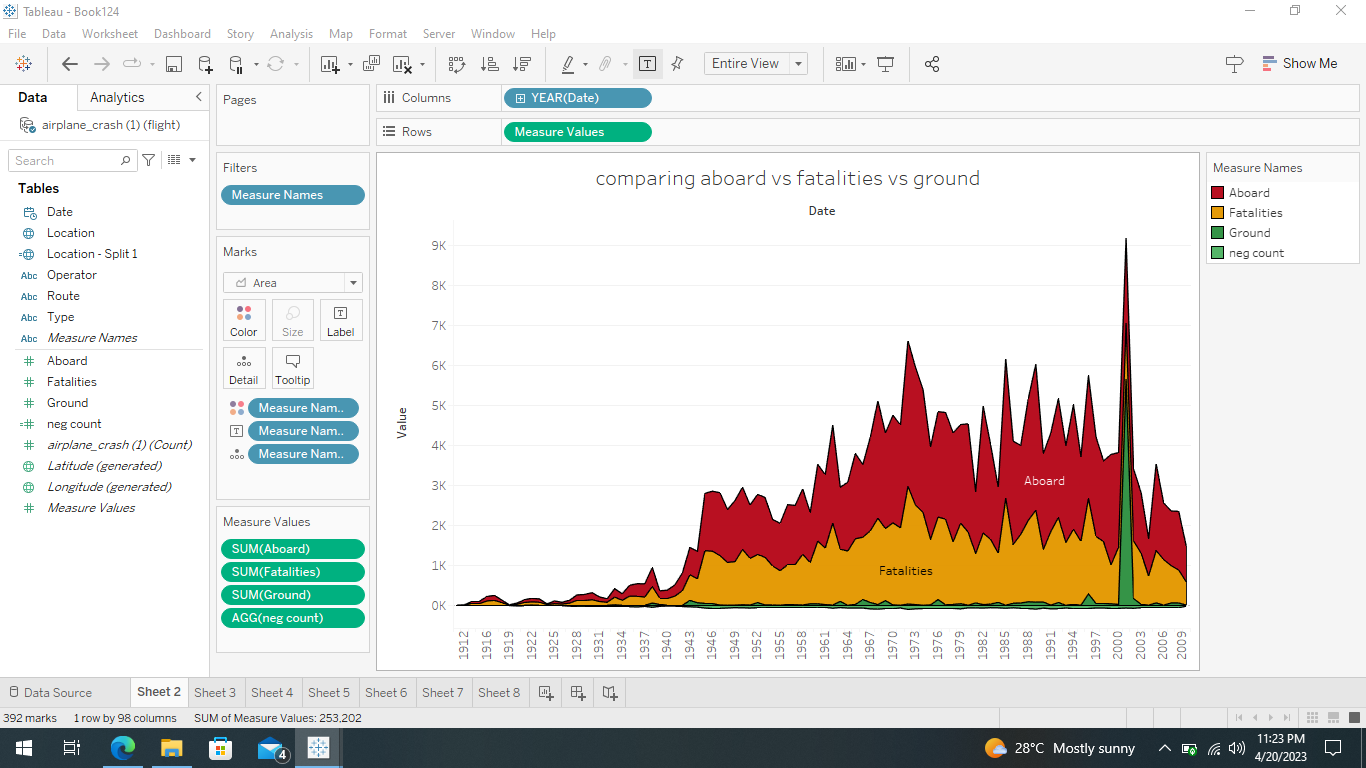 Tableau - Book124
File Data Worksheet Dashboard Story Analysis Map Format Server Window Help
Entire View
Show Me
Data Analytics
airplane_crash (1) (flight)
Search
Tables
Date
Location
Location - Split 1
Abc Operator
Abc Route
Abc Type
Abc Measure Names
Aboard
Fatalities
Ground
neg count
airplane_crash (1) (Count)
Latitude (generated)
Longitude (generated)
Measure Values
Pages
Filters
Measure Names
Marks
Area
Color Size Label
Detail Tooltip
Measure Nam..
Measure Nam..
Measure Nam..
Measure Values
SUM(Aboard)
SUM(Fatalities)
SUM(Ground)
AGG(neg count)
Columns YEAR(Date)
Rows Measure Values
comparing aboard vs fatalities vs ground
Date
Value
9K
8K
7K
6K
5K
4K
3K
2K
1K
0K
Aboard
Fatalities
1912 1916 1919 1922 1925 1928 1931 1934 1937 1940 1943 1946 1949 1952 1955 1958 1961 1964 1967 1970 1973 1976 1979 1982 1985 1988 1991 1994 1997 2000 2003 2006 2009
Measure Names
Aboard
Fatalities
Ground
neg count
Data Source Sheet 2 Sheet 3 Sheet 4 Sheet 5 Sheet 6 Sheet 7 Sheet 8
392 marks 1 row by 98 columns SUM of Measure Values: 253,202
4
28°C Mostly sunny
11:23 PM
4/20/2023